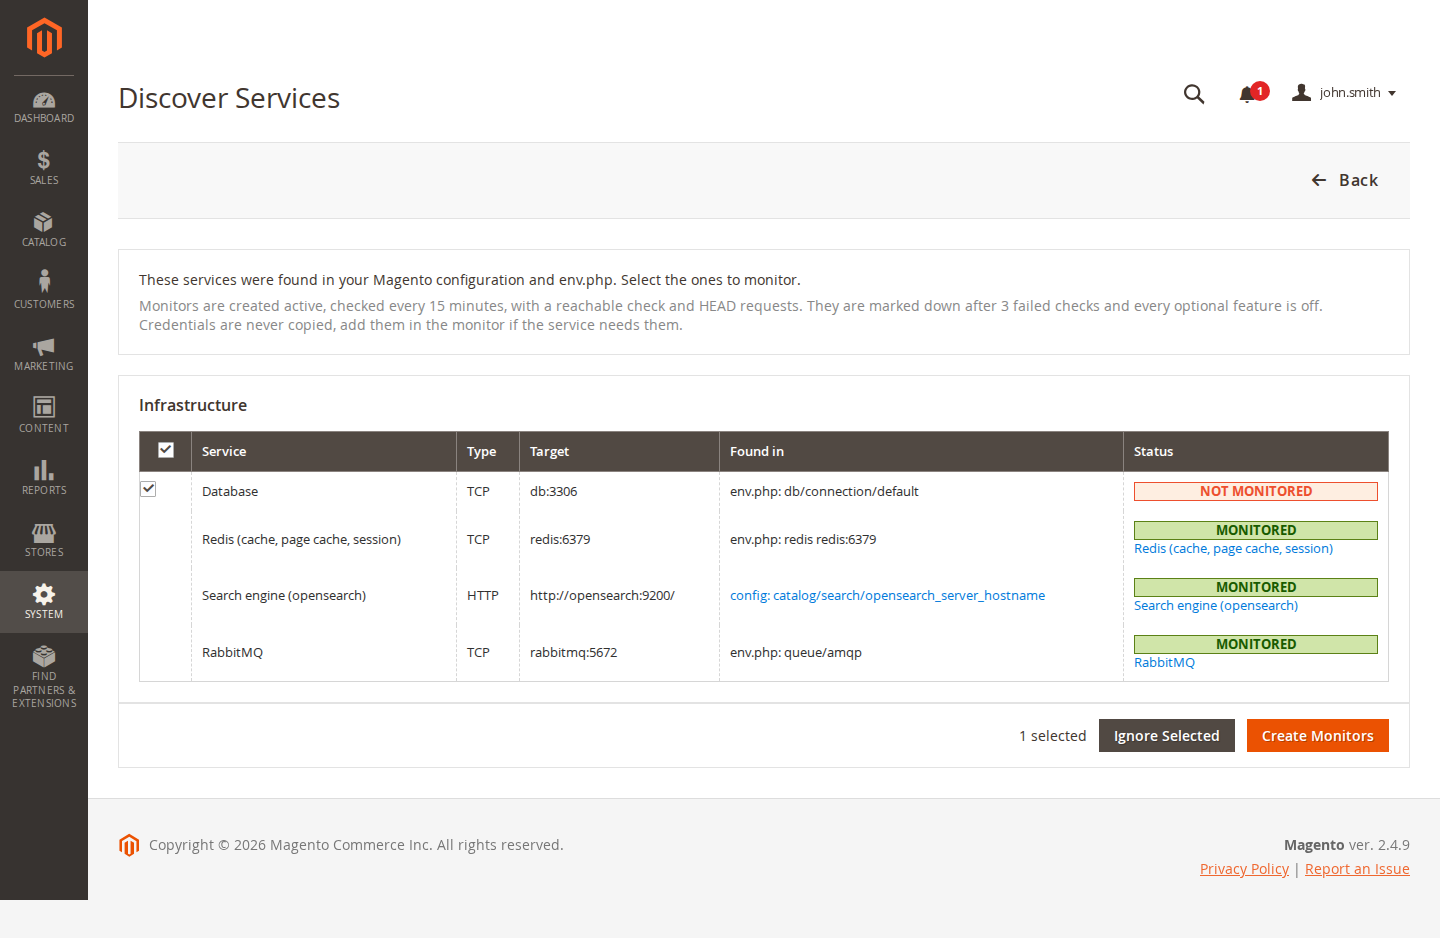 Discover Services
1
john.smith
DASHBOARD
SALES
CATALOG
CUSTOMERS
MARKETING
CONTENT
REPORTS
STORES
SYSTEM
FIND
PARTNERS &
EXTENSIONS
Back
These services were found in your Magento configuration and env.php. Select the ones to monitor.
Monitors are created active, checked every 15 minutes, with a reachable check and HEAD requests. They are marked down after 3 failed checks and every optional feature is off.
Credentials are never copied, add them in the monitor if the service needs them.
Infrastructure
Service Type Target Found in Status
Database TCP db:3306 env.php: db/connection/default NOT MONITORED
Redis (cache, page cache, session) TCP redis:6379 env.php: redis redis:6379 MONITORED
Redis (cache, page cache, session)
Search engine (opensearch) HTTP http://opensearch:9200/ config: catalog/search/opensearch_server_hostname MONITORED
Search engine (opensearch)
RabbitMQ TCP rabbitmq:5672 env.php: queue/amqp MONITORED
RabbitMQ
1 selected Ignore Selected Create Monitors
Copyright © 2026 Magento Commerce Inc. All rights reserved.
Magento ver. 2.4.9
Privacy Policy | Report an Issue